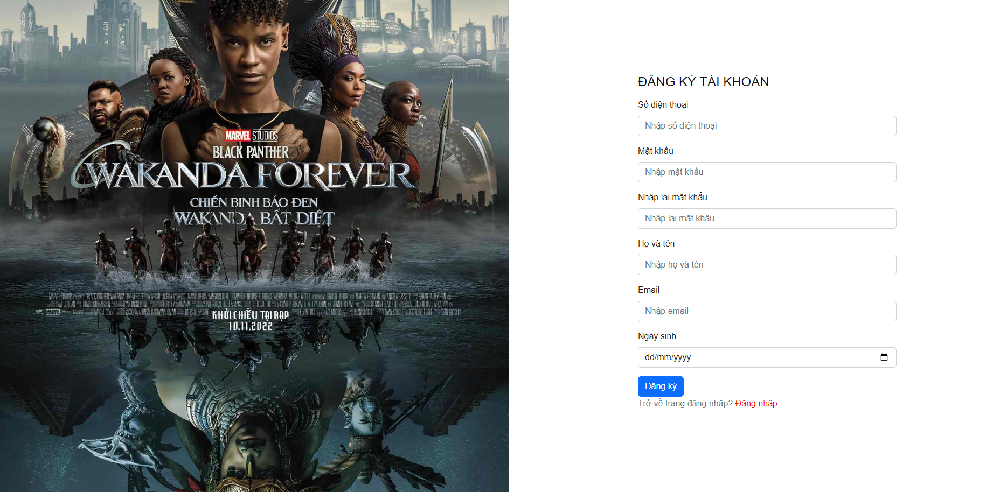 MARVEL STUDIOS
BLACK PANTHER
WAKANDA FOREVER
CHIẾN BINH BÁO ĐEN
WAKANDA BẤT DIỆT
KHỞI CHIẾU TẠI RẠP
10.11.2022
ĐĂNG KÝ TÀI KHOẢN
Số điện thoại
Nhập số điện thoại
Mật khẩu
Nhập mật khẩu
Nhập lại mật khẩu
Nhập lại mật khẩu
Họ và tên
Nhập họ và tên
Email
Nhập email
Ngày sinh
dd/mm/yyyy
Đăng ký
Trở về trang đăng nhập? Đăng nhập